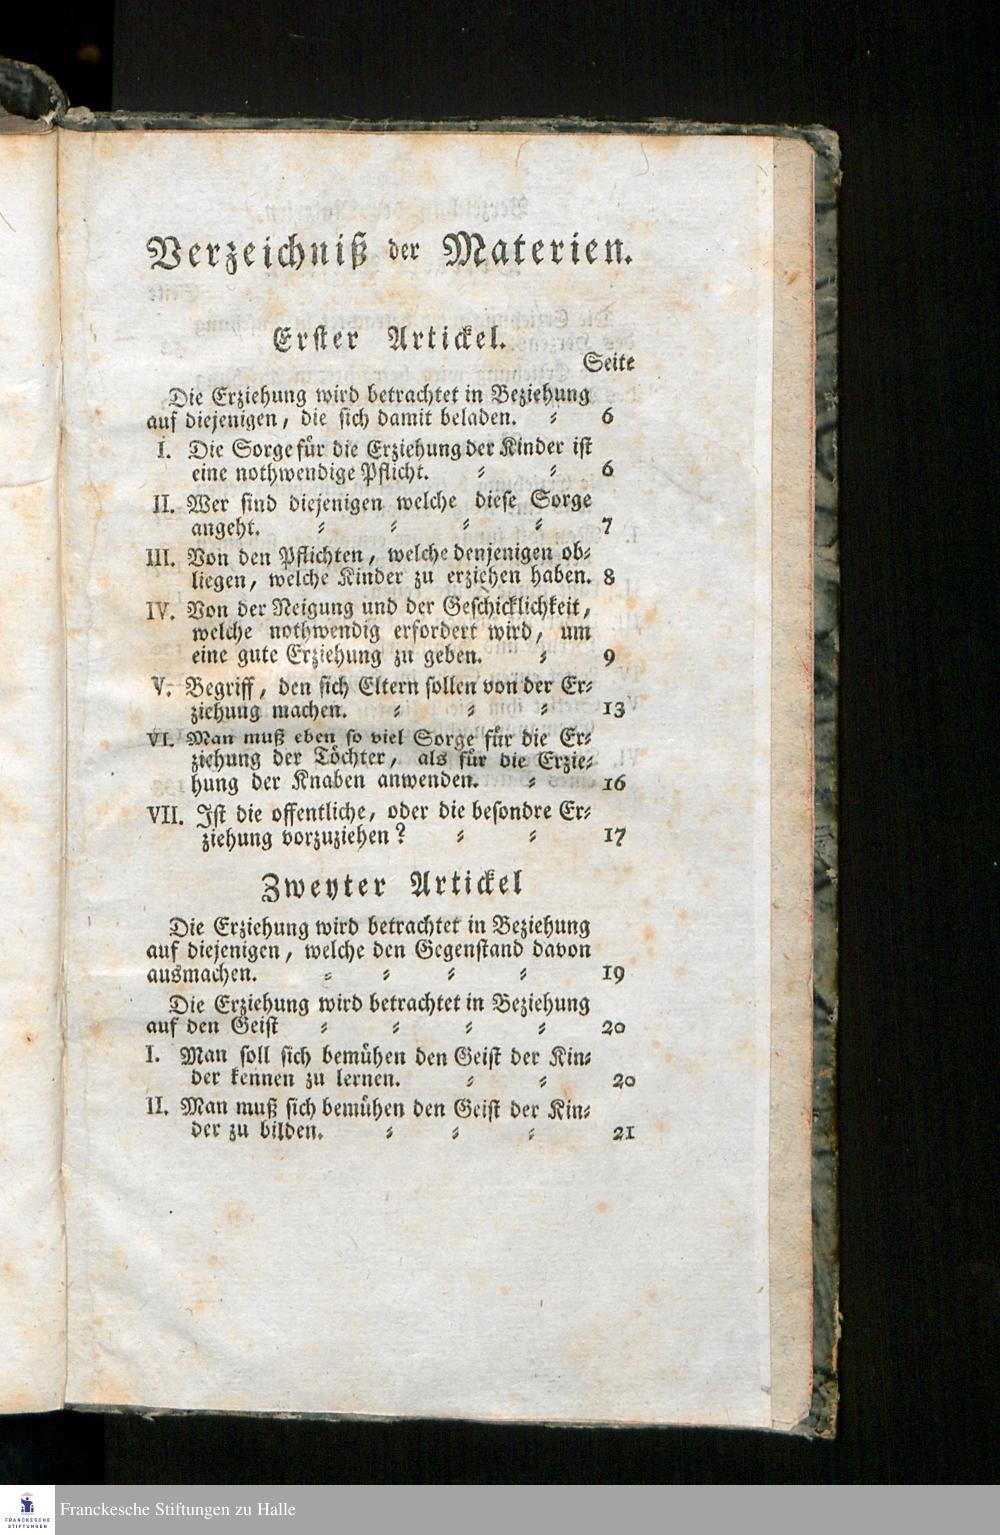 Verzeichniß der Materien.
Erster Artickel.
Seite
Die Erziehung wird betrachtet in Beziehung
auf diejenigen, die sich damit beladen. ⸗ 6
I. Die Sorge für die Erziehung der Kinder ist
eine nothwendige Pflicht. ⸗ ⸗ 6
II. Wer sind diejenigen welche diese Sorge
angeht. ⸗ ⸗ ⸗ ⸗ 7
III. Von den Pflichten, welche denjenigen ob⸗
liegen, welche Kinder zu erziehen haben. 8
IV. Von der Neigung und der Geschicklichkeit,
welche nothwendig erfordert wird, um
eine gute Erziehung zu geben. ⸗ 9
V. Begriff, den sich Eltern sollen von der Er⸗
ziehung machen. ⸗ ⸗ ⸗ 13
VI. Man muß eben so viel Sorge für die Er⸗
ziehung der Töchter, als für die Erzie⸗
hung der Knaben anwenden. ⸗ 16
VII. Ist die offentliche, oder die besondre Er⸗
ziehung vorzuziehen? ⸗ ⸗ 17
Zweyter Artickel
Die Erziehung wird betrachtet in Beziehung
auf diejenigen, welche den Gegenstand davon
ausmachen. ⸗ ⸗ ⸗ ⸗ 19
Die Erziehung wird betrachtet in Beziehung
auf den Geist ⸗ ⸗ ⸗ ⸗ 20
I. Man soll sich bemühen den Geist der Kin⸗
der kennen zu lernen. ⸗ ⸗ 20
II. Man muß sich bemühen den Geist der Kin⸗
der zu bilden. ⸗ ⸗ ⸗ 21
FRANCKESCHE
STIFTUNGEN
Franckesche Stiftungen zu Halle